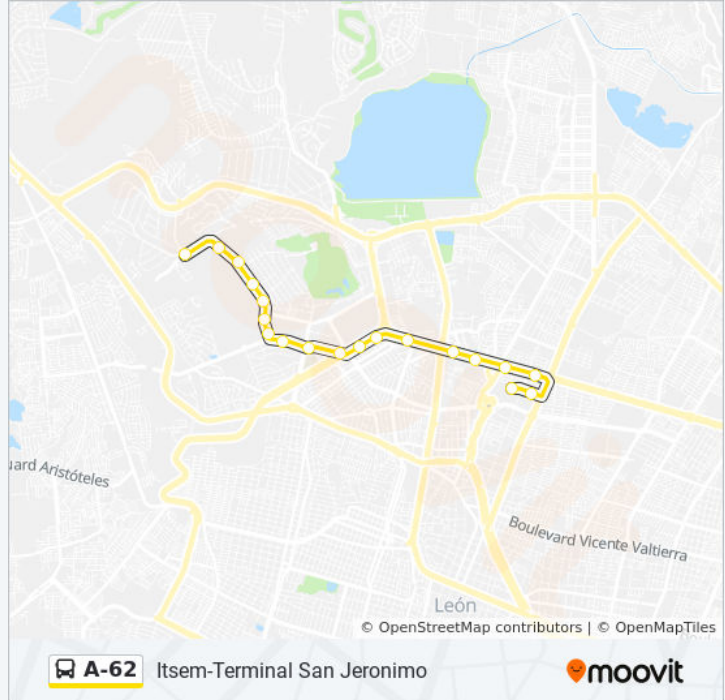 uard Aristóteles
Boulevard Vicente Valtierra
León
© OpenStreetMap contributors | © OpenMapTiles
A-62 Itsem-Terminal San Jeronimo
moovit